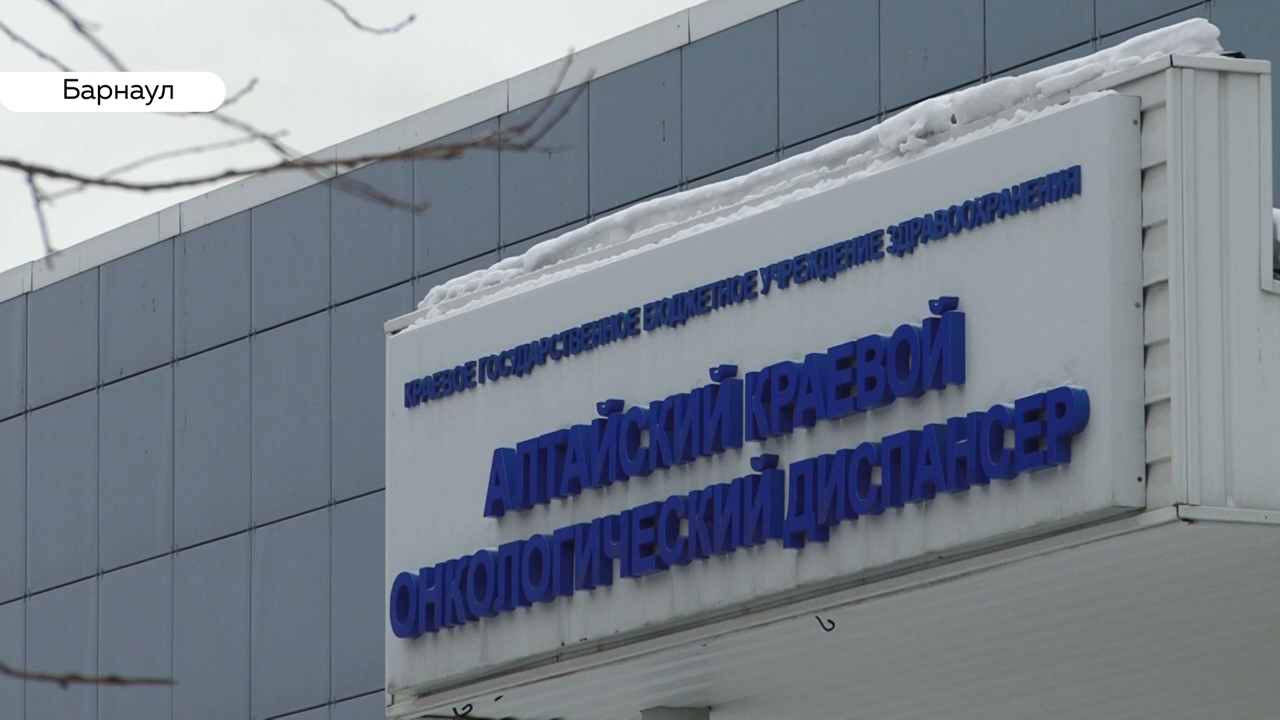 Барнаул
КРАЕВОЕ ГОСУДАРСТВЕННОЕ БЮДЖЕТНОЕ УЧРЕЖДЕНИЕ ЗДРАВООХРАНЕНИЯ
АЛТАЙСКИЙ КРАЕВОЙ
ОНКОЛОГИЧЕСКИЙ ДИСПАНСЕР